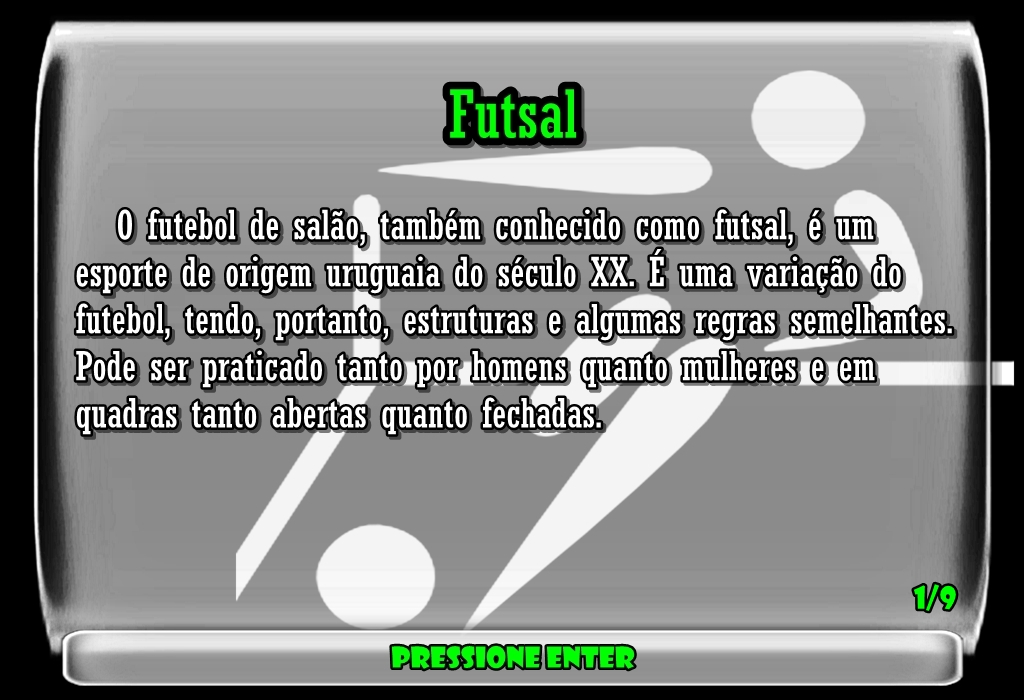 Futsal
O futebol de salão, também conhecido como futsal, é um
esporte de origem uruguaia do século XX. É uma variação do
futebol, tendo, portanto, estruturas e algumas regras semelhantes.
Pode ser praticado tanto por homens quanto mulheres e em
quadras tanto abertas quanto fechadas.
1/9
PRESSIONE ENTER